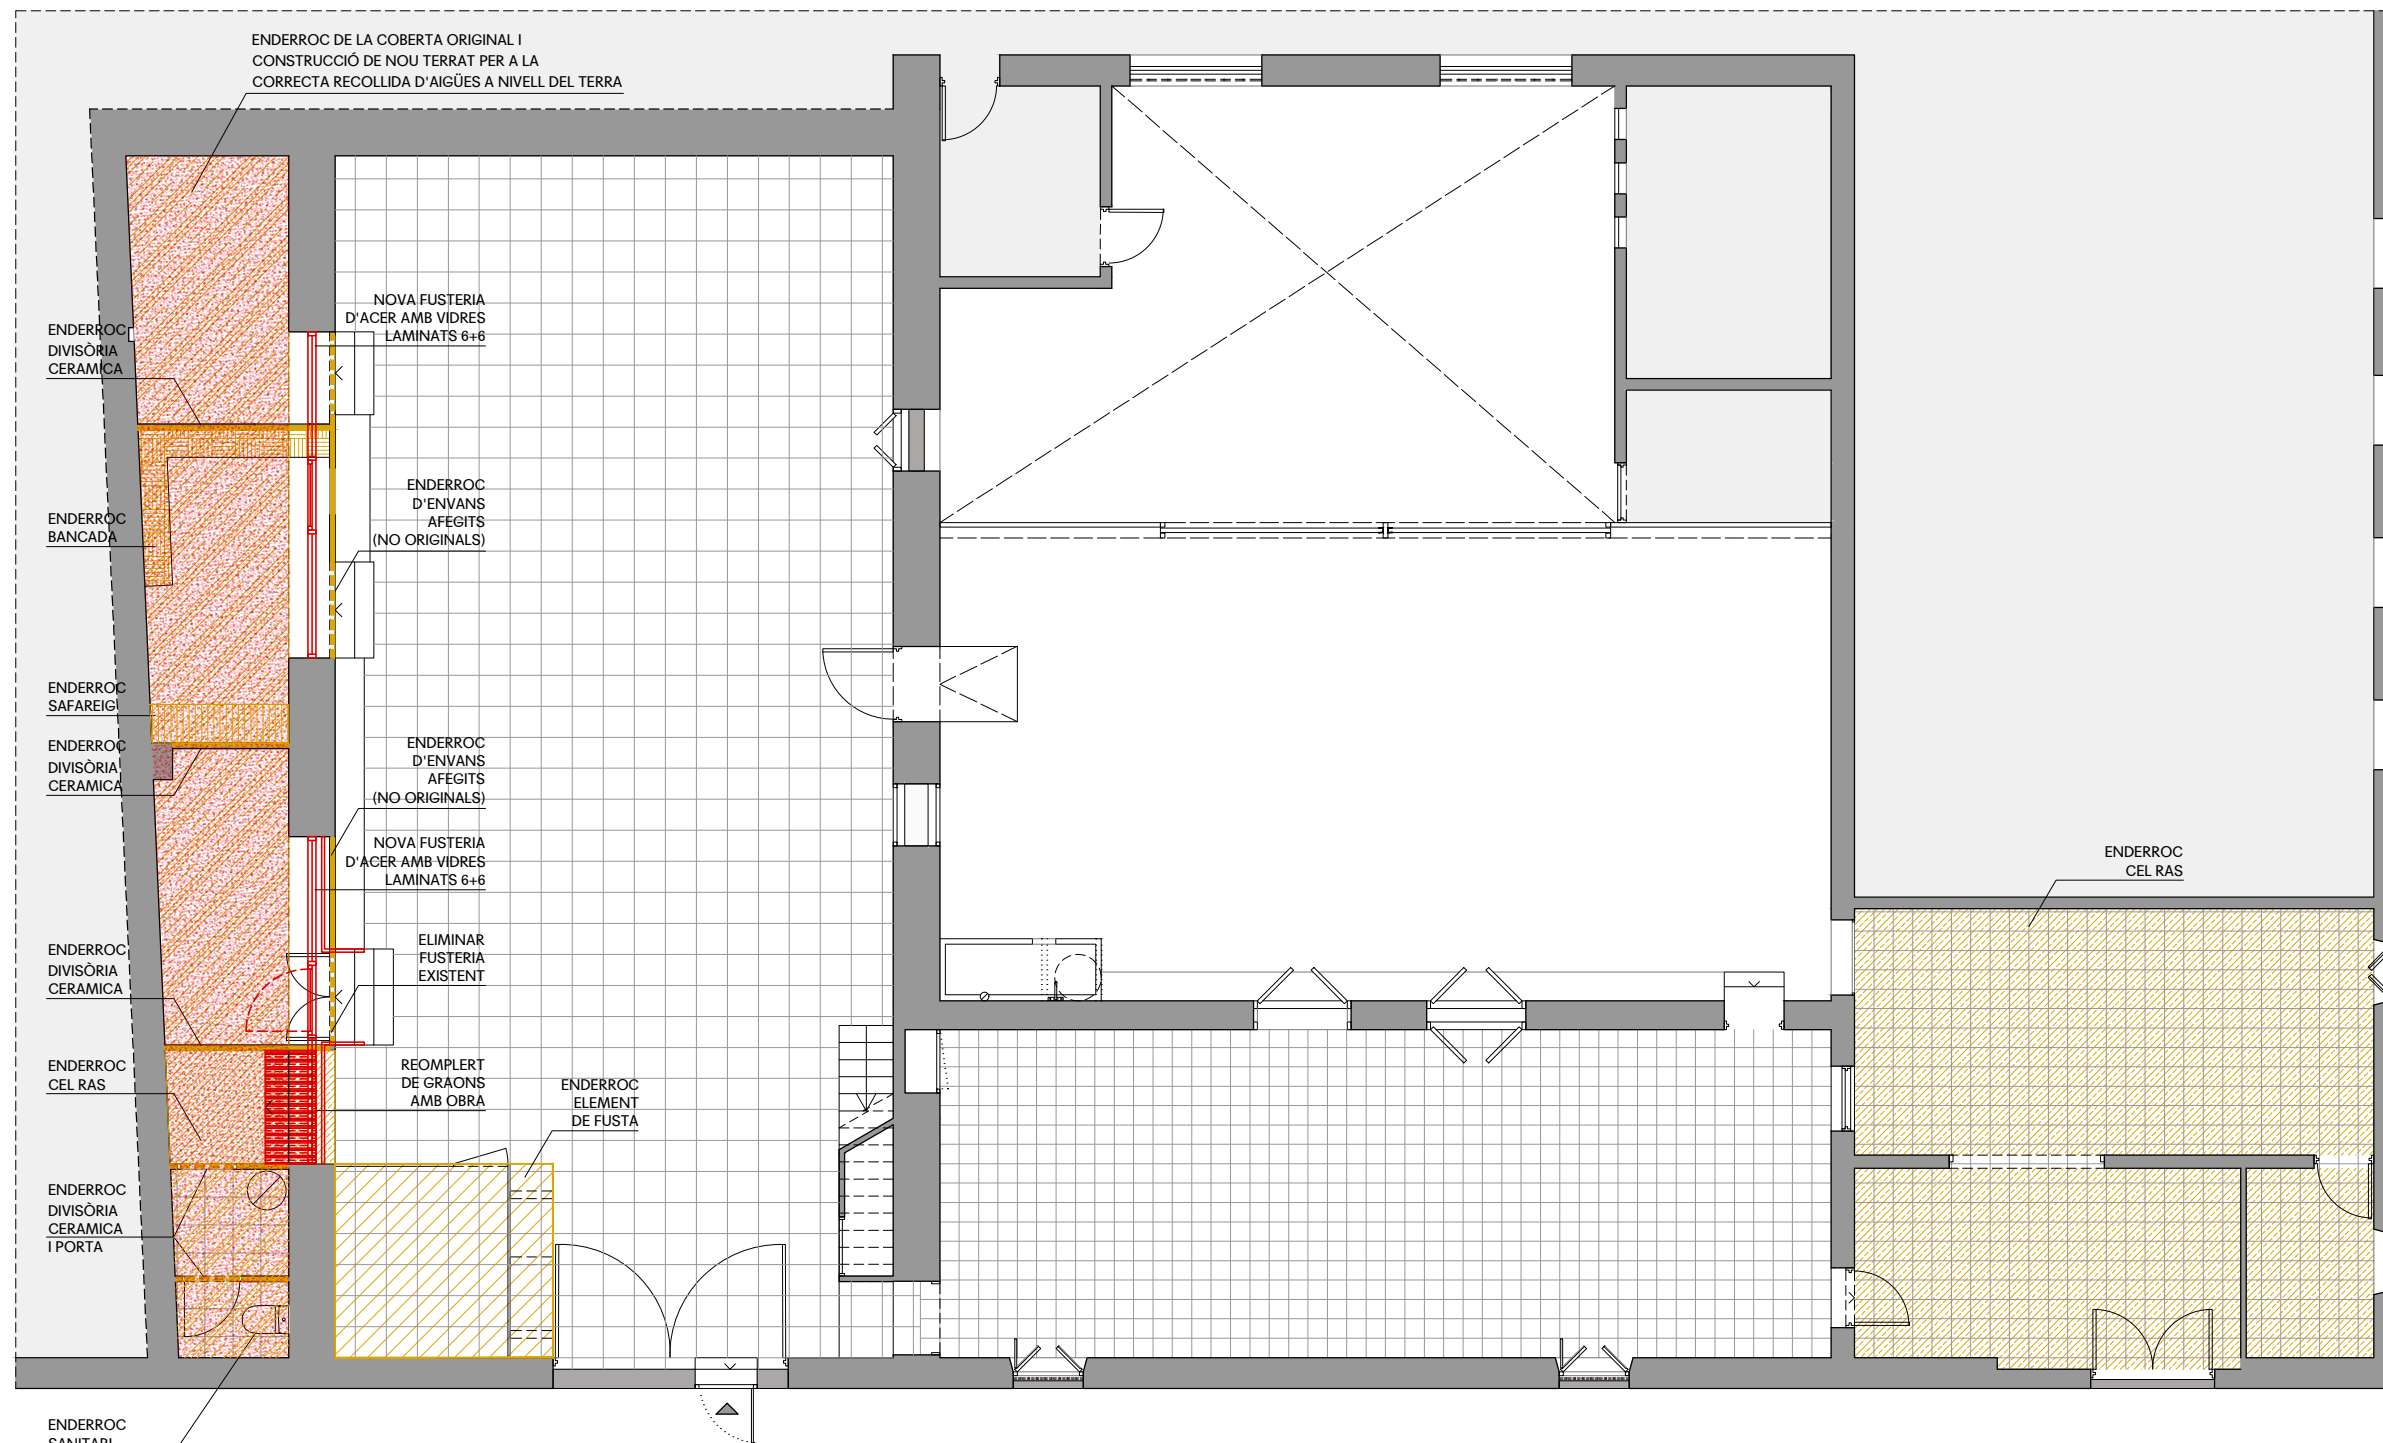 ENDERROC DE LA COBERTA ORIGINAL I
CONSTRUCCIÓ DE NOU TERRAT PER A LA
CORRECTA RECOLLIDA D'AIGÜES A NIVELL DEL TERRA
NOVA FUSTERIA
D'ACER AMB VIDRES
LAMINATS 6+6
ENDERROC
DIVISÒRIA
CERAMICA
ENDERROC
D'ENVANS
AFEGITS
(NO ORIGINALS)
ENDERROC
BANCADA
ENDERROC
SAFAREIG
ENDERROC
DIVISÒRIA
CERAMICA
ENDERROC
D'ENVANS
AFEGITS
(NO ORIGINALS)
NOVA FUSTERIA
D'ACER AMB VIDRES
LAMINATS 6+6
ENDERROC
CEL RAS
ENDERROC
DIVISÒRIA
CERAMICA
ELIMINAR
FUSTERIA
EXISTENT
ENDERROC
CEL RAS
REOMPLERT
DE GRAONS
AMB OBRA
ENDERROC
ELEMENT
DE FUSTA
ENDERROC
DIVISÒRIA
CERAMICA
I PORTA
ENDERROC
SANITARI